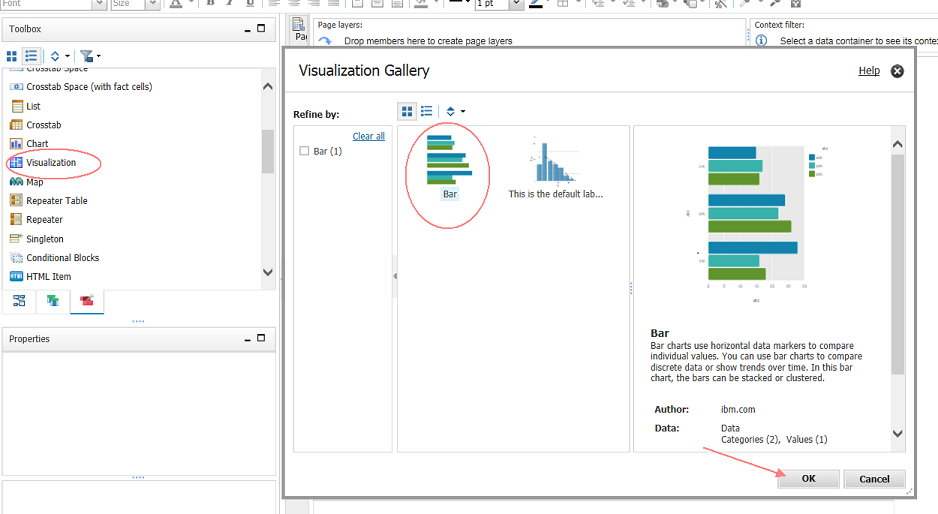 Font
Size
B
I
U
1 pt
Toolbox
Page layers:
Drop members here to create page layers
Context filter:
Select a data container to see its conte
Crosstab Space
Crosstab Space (with fact cells)
List
Crosstab
Chart
Visualization
Map
Repeater Table
Repeater
Singleton
Conditional Blocks
HTML Item
Properties
Visualization Gallery
Help
Refine by:
Clear all
Bar (1)
Bar
This is the default lab...
Bar
Bar charts use horizontal data markers to compare
individual values. You can use bar charts to compare
discrete data or show trends over time. In this bar
chart, the bars can be stacked or clustered.
Author: ibm.com
Data: Data
Categories (2), Values (1)
OK
Cancel